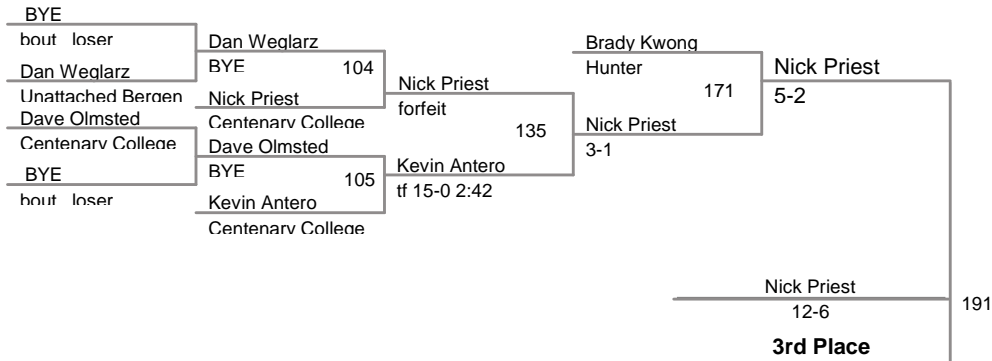 BYE
bout loser
Dan Weglarz
Unattached Bergen
Dave Olmsted
Centenary College
BYE
bout loser
Dan Weglarz
BYE
104
Nick Priest
Centenary College
Dave Olmsted
BYE
105
Kevin Antero
Centenary College
Nick Priest
forfeit
135
Kevin Antero
tf 15-0 2:42
Brady Kwong
Hunter
171
Nick Priest
3-1
Nick Priest
5-2
191
Nick Priest
12-6
3rd Place